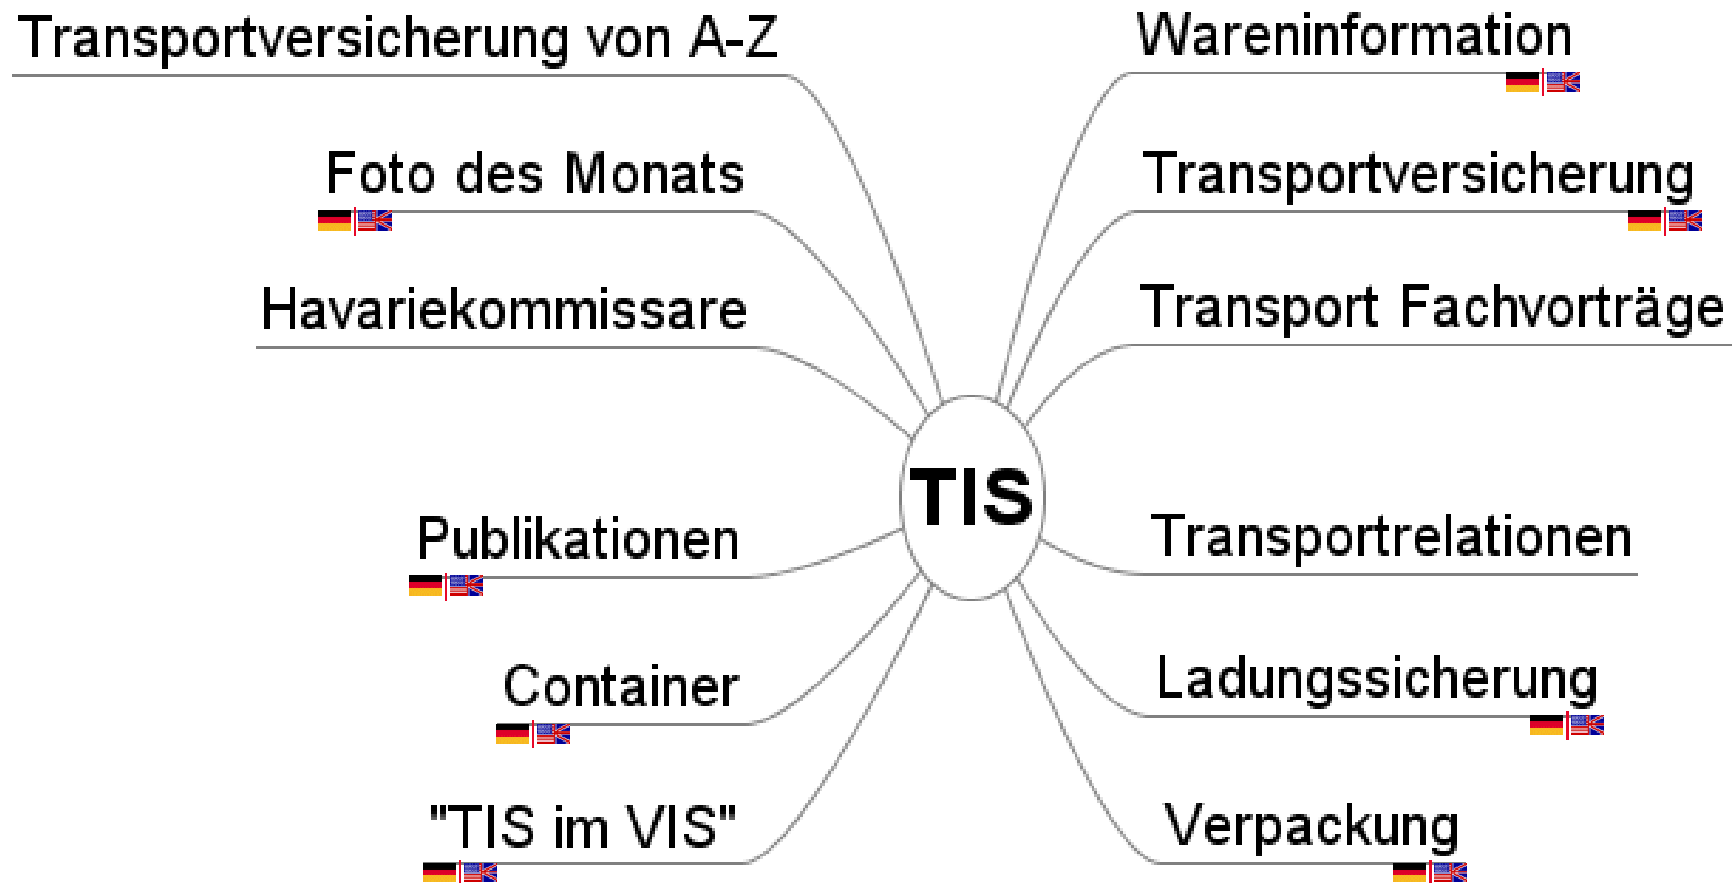 Transportversicherung von A-Z
Foto des Monats
Havariekommissare
Publikationen
Container
"TIS im VIS"
TIS
Wareninformation
Transportversicherung
Transport Fachvorträge
Transportrelationen
Ladungssicherung
Verpackung